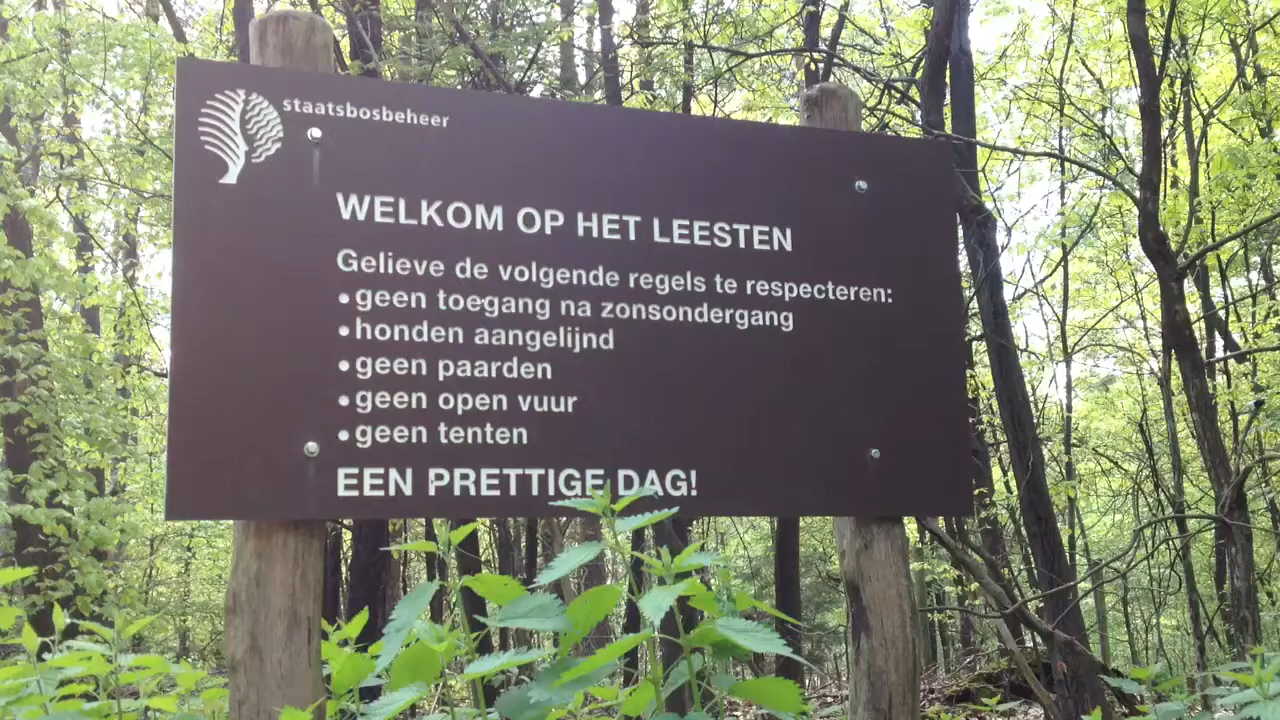 staatsbosbeheer
WELKOM OP HET LEESTEN
Gelieve de volgende regels te respecteren:
• geen toegang na zonsondergang
• honden aangelijnd
• geen paarden
• geen open vuur
• geen tenten
EEN PRETTIGE DAG!